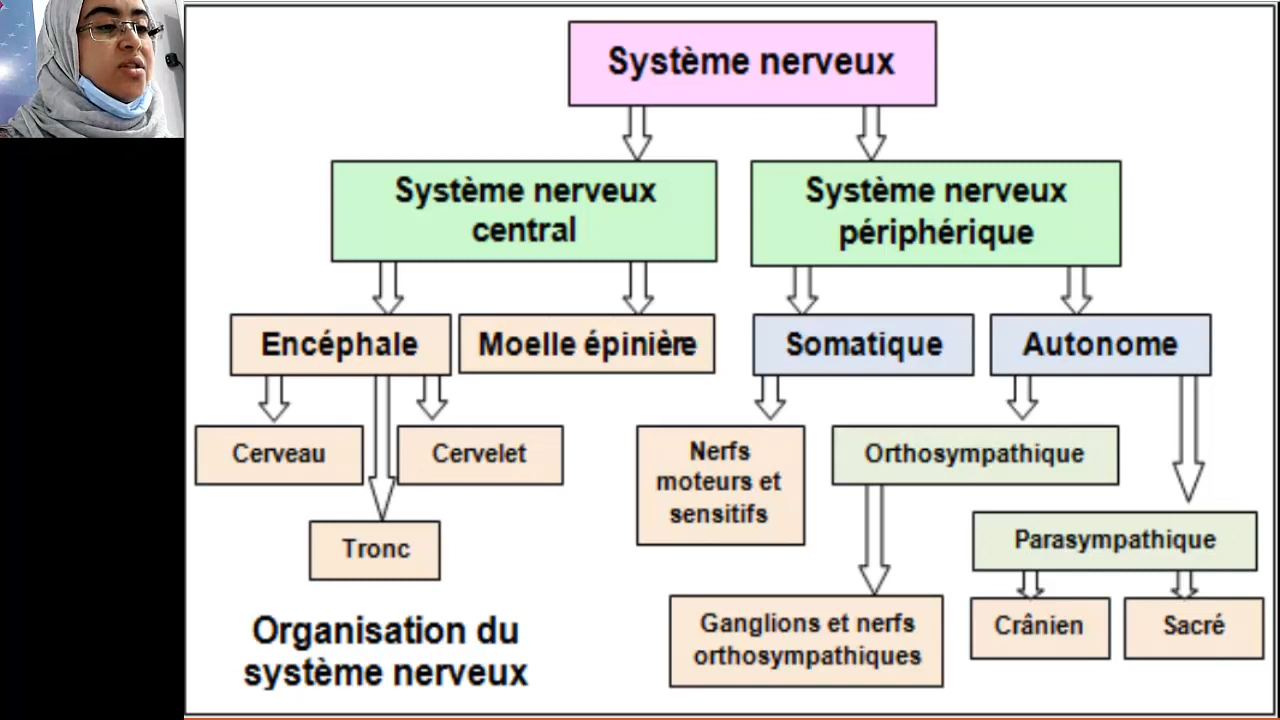 Système nerveux
Système nerveux
central
Système nerveux
périphérique
Encéphale
Moelle épinière
Somatique
Autonome
Cerveau
Cervelet
Nerfs
moteurs et
sensitifs
Orthosympathique
Tronc
Parasympathique
Ganglions et nerfs
orthosympathiques
Crânien
Sacré
Organisation du
système nerveux